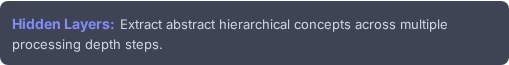 Hidden Layers: Extract abstract hierarchical concepts across multiple
processing depth steps.